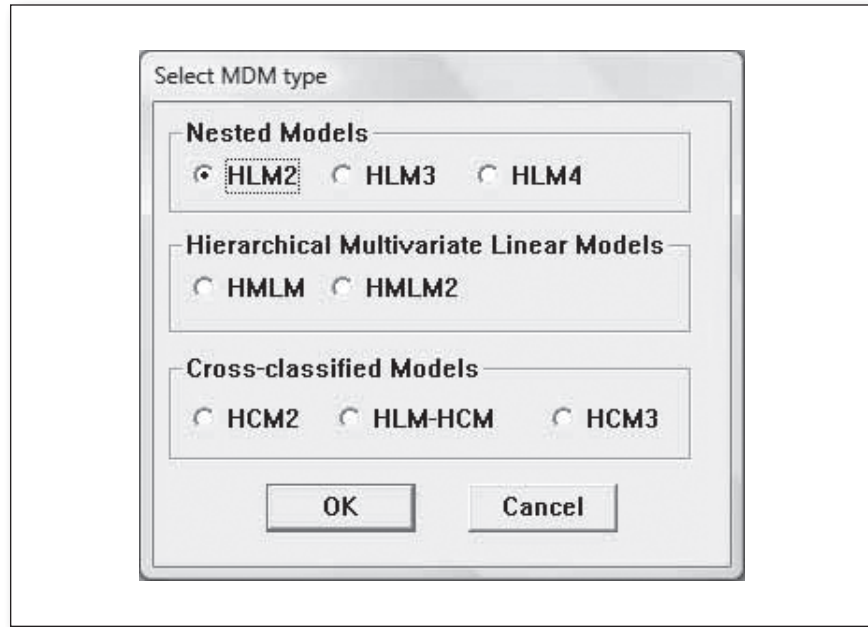 Select MDM type
Nested Models
HLM2 HLM3 HLM4
Hierarchical Multivariate Linear Models
HMLM HMLM2
Cross-classified Models
HCM2 HLM-HCM HCM3
OK Cancel